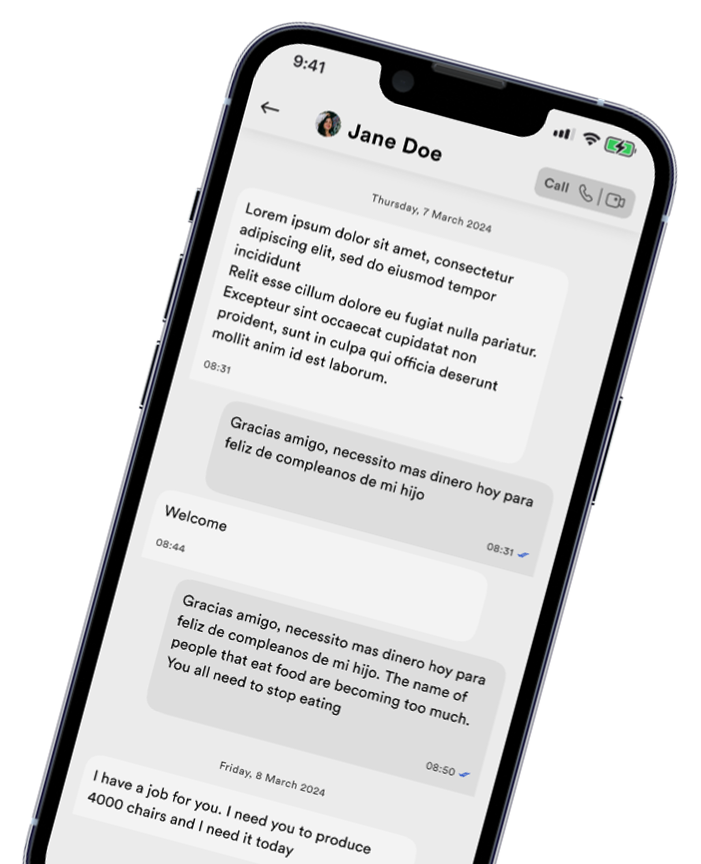 9:41
Jane Doe
Call
Thursday, 7 March 2024
Lorem ipsum dolor sit amet, consectetur
adipiscing elit, sed do eiusmod tempor
incididunt
Relit esse cillum dolore eu fugiat nulla pariatur.
Excepteur sint occaecat cupidatat non
proident, sunt in culpa qui officia deserunt
mollit anim id est laborum.
08:31
Gracias amigo, necessito mas dinero hoy para
feliz de compleanos de mi hijo
08:31
Welcome
08:44
Gracias amigo, necessito mas dinero hoy para
feliz de compleanos de mi hijo. The name of
people that eat food are becoming too much.
You all need to stop eating
08:50
Friday, 8 March 2024
I have a job for you. I need you to produce
4000 chairs and I need it today